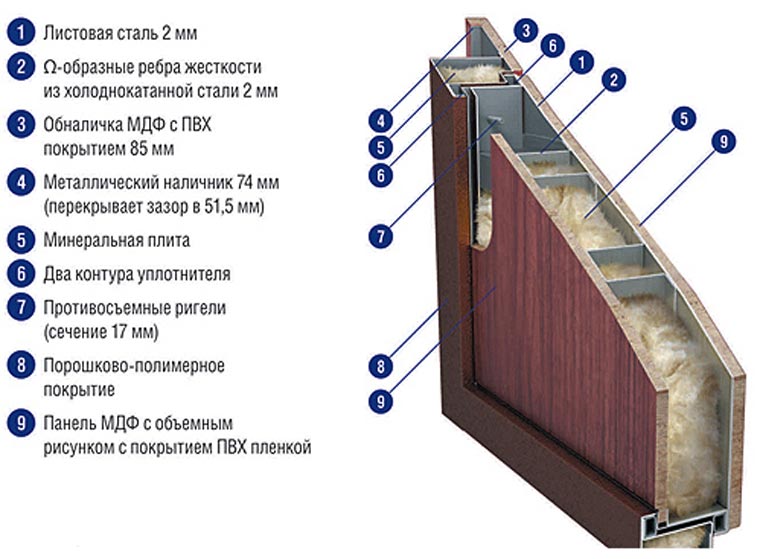 1 Листовая сталь 2 мм
2 Ω-образные ребра жесткости
из холоднокатанной стали 2 мм
3 Обналичка МДФ с ПВХ
покрытием 85 мм
4 Металлический наличник 74 мм
(перекрывает зазор в 51,5 мм)
5 Минеральная плита
6 Два контура уплотнителя
7 Противосъемные ригели
(сечение 17 мм)
8 Порошково-полимерное
покрытие
9 Панель МДФ с объемным
рисунком с покрытием ПВХ пленкой
3
6
1
2
5
9
4
5
6
7
8
9